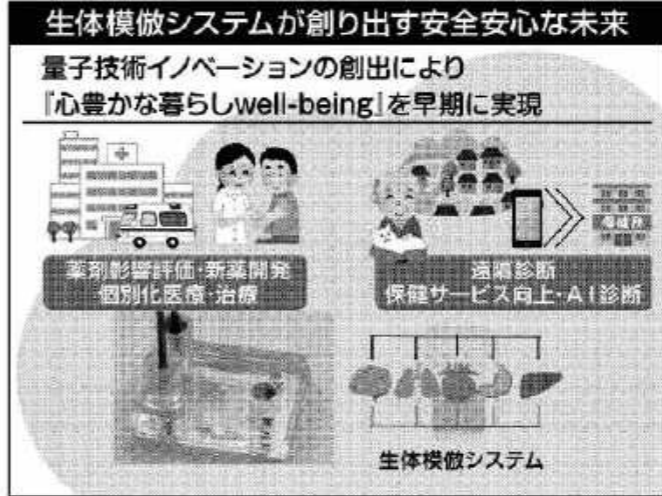 生体模倣システムが創り出す安全安心な未来
量子技術イノベーションの創出により
『心豊かな暮らしwell-being』を早期に実現
薬剤影響評価・新薬開発
個別化医療・治療
遠隔診断
保健サービス向上・AI診断
保健所
生体模倣システム